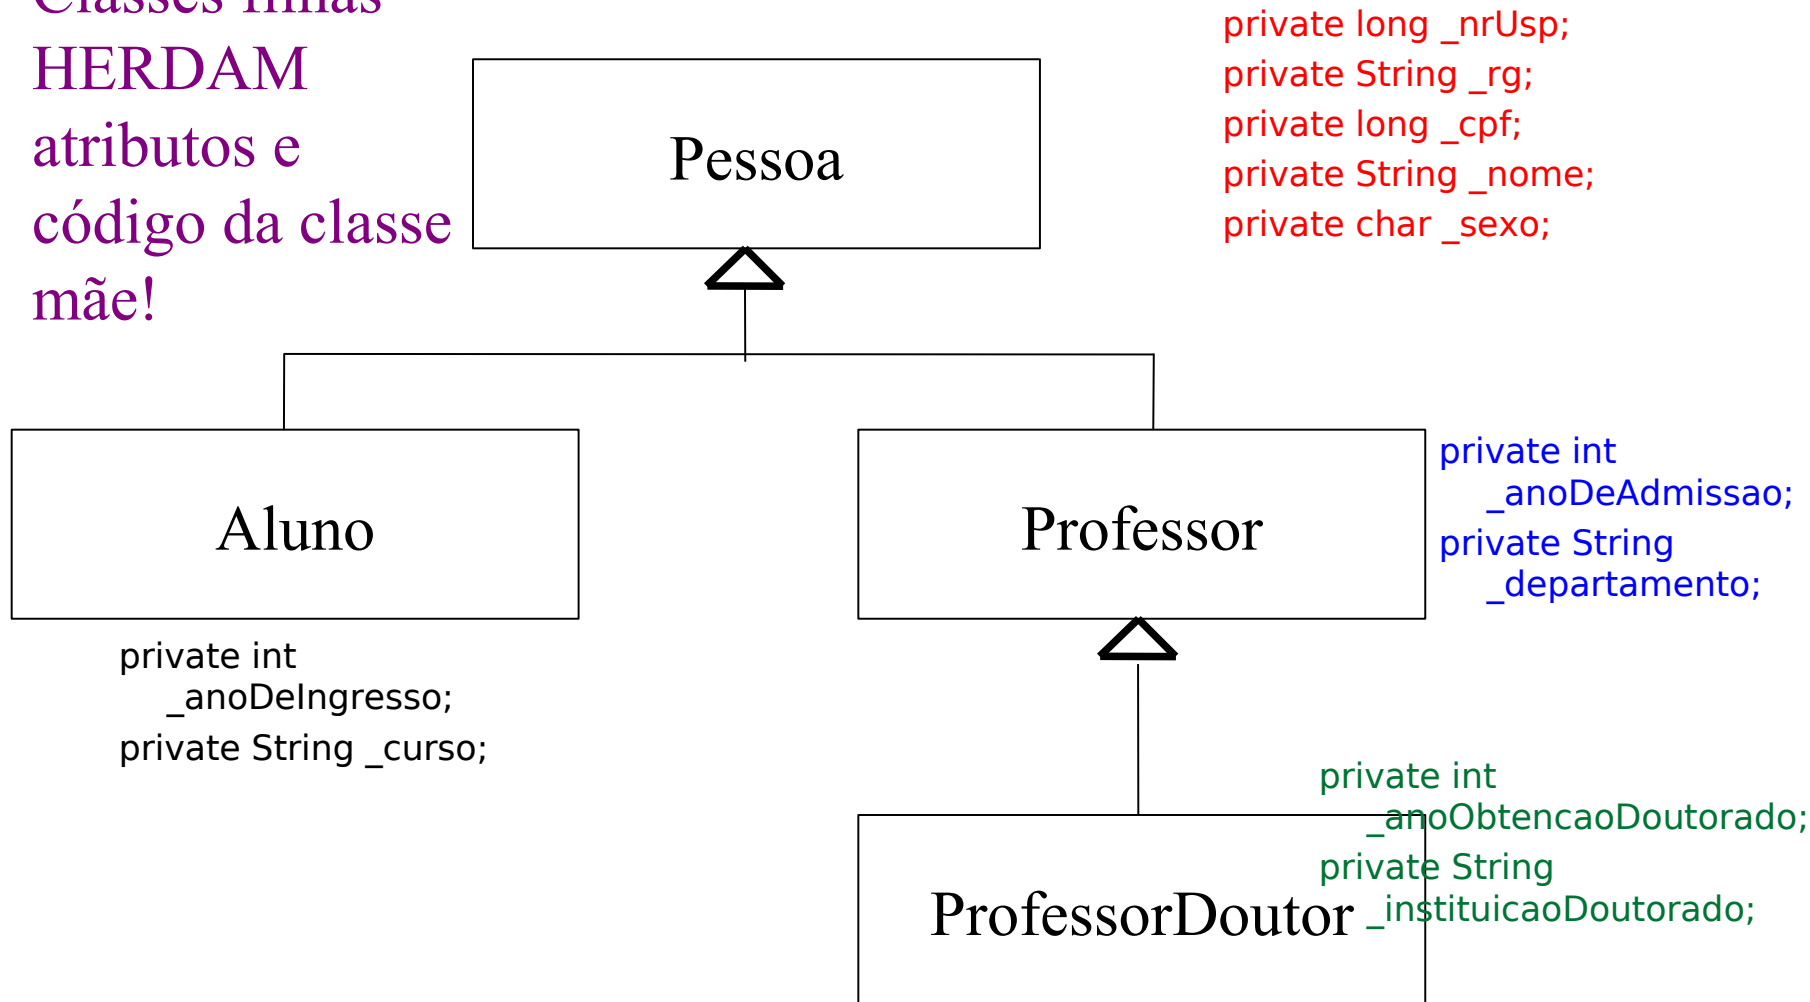 Classes filhas
HERDAM
atributos e
código da classe
mãe!
Pessoa
private long _nrUsp;
private String _rg;
private long _cpf;
private String _nome;
private char _sexo;
Aluno
private int
_anoDeIngresso;
private String _curso;
Professor
private int
_anoDeAdmissao;
private String
_departamento;
ProfessorDoutor
private int
_anoObtencaoDoutorado;
private String
_instituicaoDoutorado;